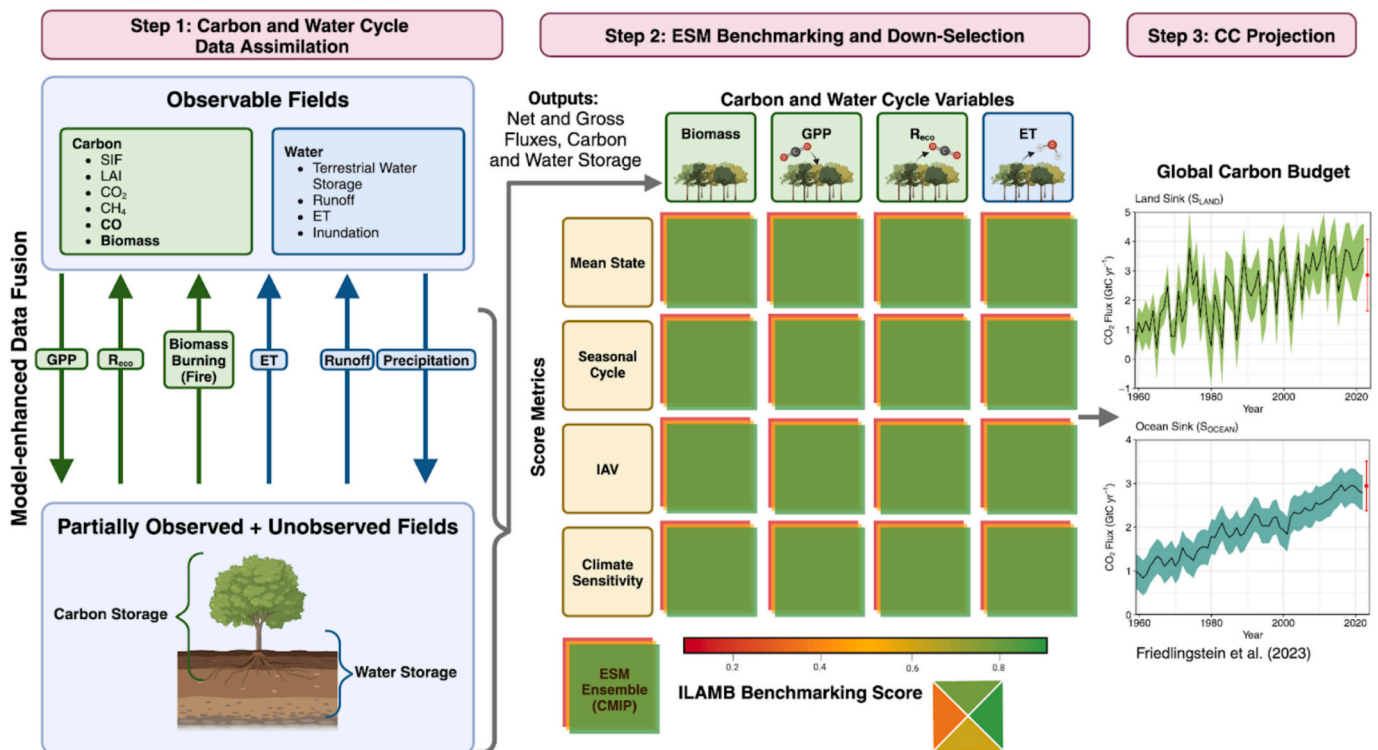 Step 1: Carbon and Water Cycle
Data Assimilation
Step 2: ESM Benchmarking and Down-Selection
Step 3: CC Projection
Model-enhanced Data Fusion
Observable Fields
Carbon
• SIF
• LAI
• CO₂
• CH₄
• CO
• Biomass
Water
• Terrestrial Water
Storage
• Runoff
• ET
• Inundation
GPP
Reco
Biomass
Burning
(Fire)
ET
Runoff
Precipitation
Partially Observed + Unobserved Fields
Carbon Storage
Water Storage
Outputs:
Net and Gross
Fluxes, Carbon
and Water Storage
Carbon and Water Cycle Variables
Biomass
GPP
C
O
Reco
C
O
ET
O
Score Metrics
Mean State
Seasonal
Cycle
IAV
Climate
Sensitivity
ESM
Ensemble
(CMIP)
0.2
0.4
0.6
0.8
ILAMB Benchmarking Score
Global Carbon Budget
Land Sink (SLAND)
CO₂ Flux (GtC yr⁻¹)
5
4
3
2
1
0
−1
1960
1980
2000
2020
Year
Ocean Sink (SOCEAN)
CO₂ Flux (GtC yr⁻¹)
4
3
2
1
0
1960
1980
2000
2020
Year
Friedlingstein et al. (2023)